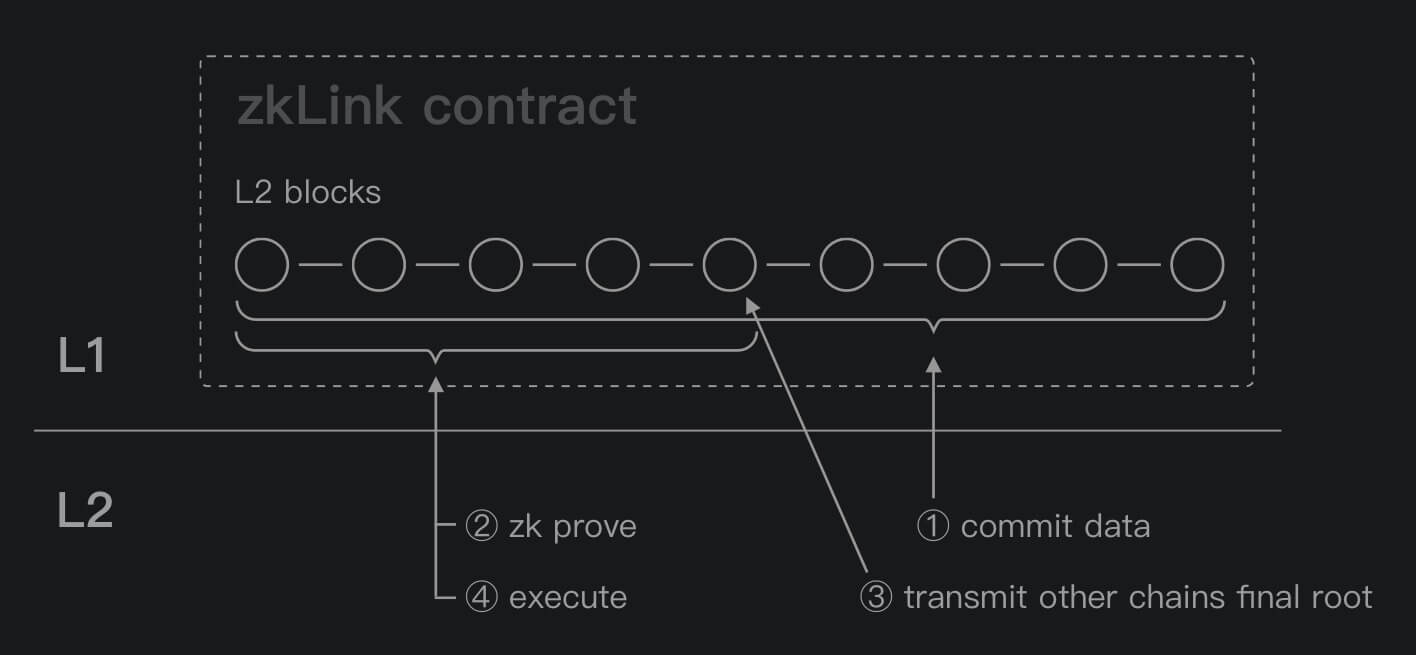 zkLink contract
L2 blocks
L1
L2
② zk prove
① commit data
④ execute
③ transmit other chains final root